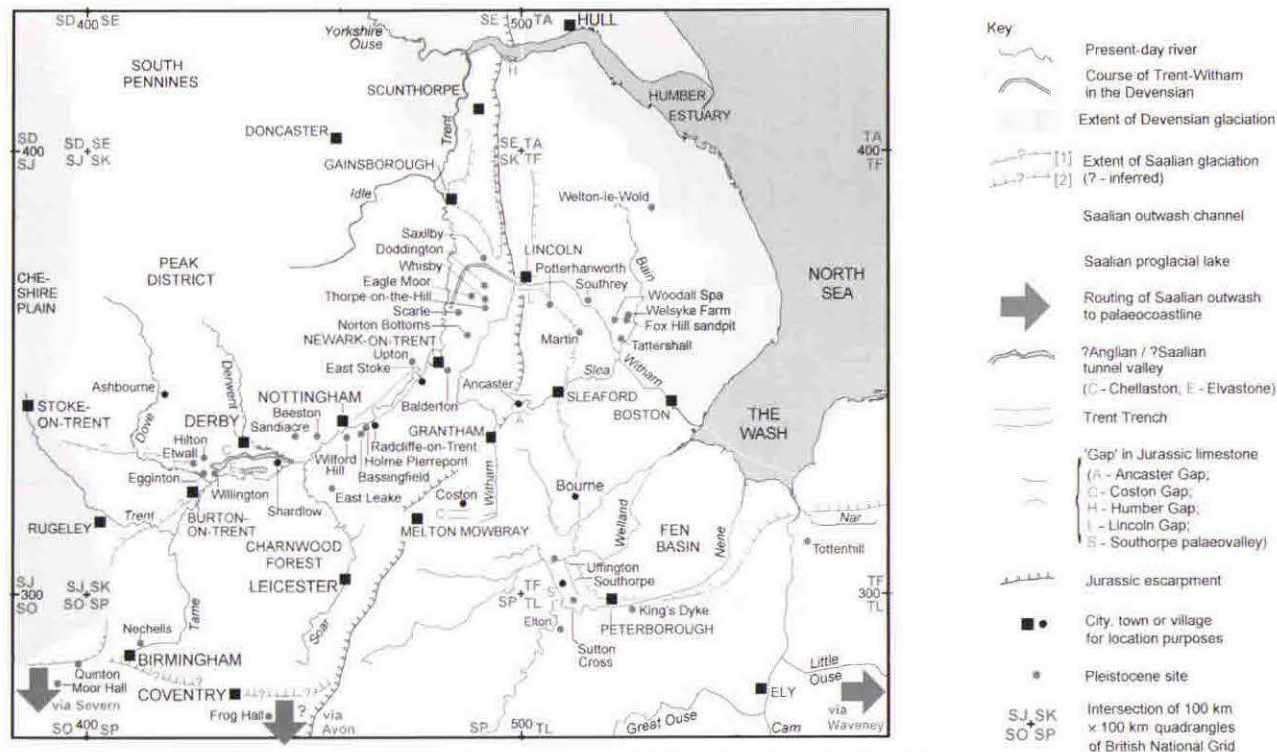 SD 400 SE
SE 500 TA
HULL
Yorkshire
Ouse
SOUTH
PENNINES
H
SCUNTHORPE
HUMBER
ESTUARY
DONCASTER
Trent
SD
SJ
400
SD SE
SJ SK
SE TA
SK TF
400
TA
TF
GAINSBOROUGH
Idle
Welton-le-Wold
Saxilby
Doddington
Whisby
Eagle Moor
Thorpe-on-the-Hill
Scarle
Norton Bottoms
LINCOLN
L
Potterhanworth
Southrey
Bain
Woodall Spa
Welsyke Farm
Fox Hill sandpit
Tattershall
Martin
NORTH
SEA
PEAK
DISTRICT
CHE-
SHIRE
PLAIN
NEWARK-
ON-TRENT
Upton
East Stoke
Slea
Witham
Ancaster
A
SLEAFORD
BOSTON
Balderton
Ashbourne
Derwent
STOKE-
ON-TRENT
Dove
NOTTINGHAM
Beeston
Sandiacre
DERBY
Hilton
Etwall
Egginton
C
E
Willington
Shardlow
Wilford
Hill
Radcliffe-on-Trent
Holme Pierrepont
Bassingfield
East Leake
GRANTHAM
Witham
THE
WASH
Coston
C
Bourne
RUGELEY
Trent
BURTON-
ON-TRENT
MELTON MOWBRAY
CHARNWOOD
FOREST
LEICESTER
Welland
FEN
BASIN
Nene
Nar
Tottenhill
Uffington
Southorpe
S
SJ
SO
300
SJ SK
SO SP
TF
SP TL
300
TF
TL
Tame
Soar
Nechells
BIRMINGHAM
Elton
King's Dyke
PETERBOROUGH
Sutton
Cross
Quinton
Moor Hall
COVENTRY
Frog Hall
?
via Severn
via
Avon
ELY
Little
Ouse
Great Ouse
Cam
via
Waveney
SO 400 SP
SP 500 TL
Key
Present-day river
Course of Trent-Witham
in the Devensian
Extent of Devensian glaciation
? [1] Extent of Saalian glaciation
? [2] (? - inferred)
Saalian outwash channel
Saalian proglacial lake
Routing of Saalian outwash
to palaeocoastline
?Anglian / ?Saalian
tunnel valley
(C - Chellaston, E - Elvastone)
Trent Trench
'Gap' in Jurassic limestone
(A - Ancaster Gap;
C - Coston Gap;
H - Humber Gap;
L - Lincoln Gap;
S - Southorpe palaeovalley)
Jurassic escarpment
City, town or village
for location purposes
Pleistocene site
SJ SK
SO SP
Intersection of 100 km
× 100 km quadrangles
of British National Grid